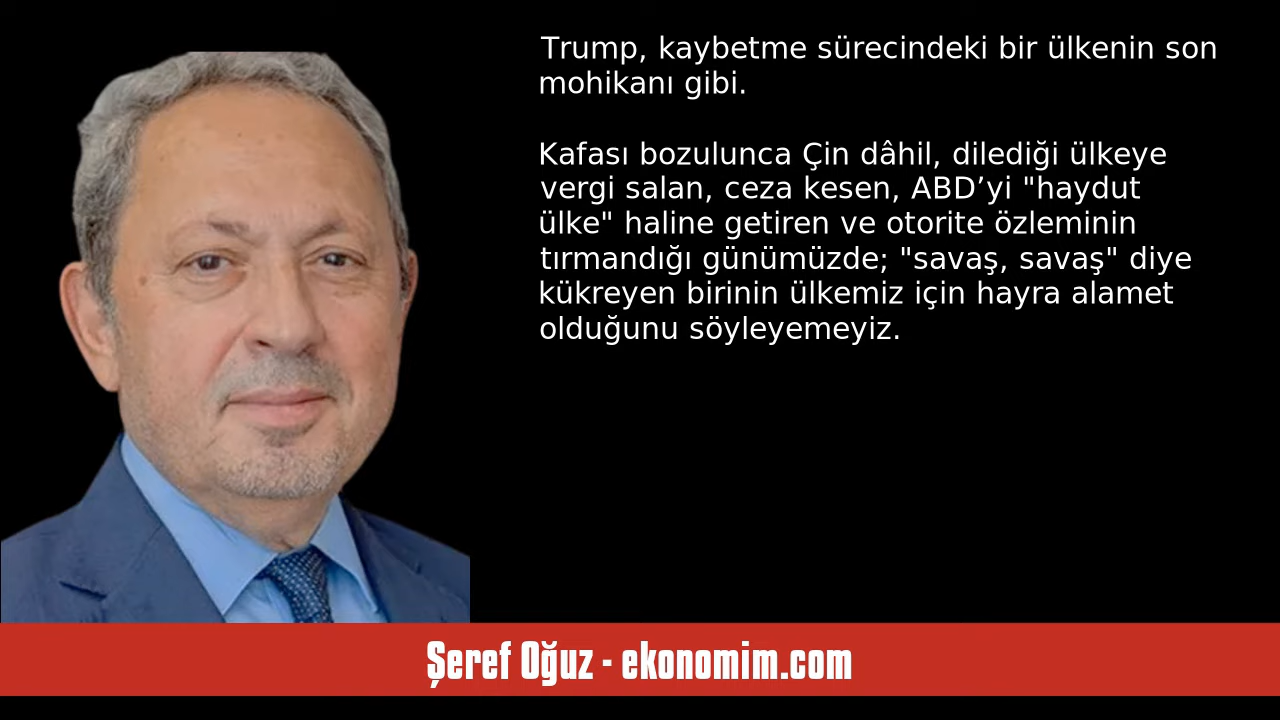 Trump, kaybetme sürecindeki bir ülkenin son
mohikanı gibi.
Kafası bozulunca Çin dâhil, dilediği ülkeye
vergi salan, ceza kesen, ABD’yi "haydut
ülke" haline getiren ve otorite özleminin
tırmandığı günümüzde; "savaş, savaş" diye
kükreyen birinin ülkemiz için hayra alamet
olduğunu söyleyemeyiz.
Şeref Oğuz - ekonomim.com